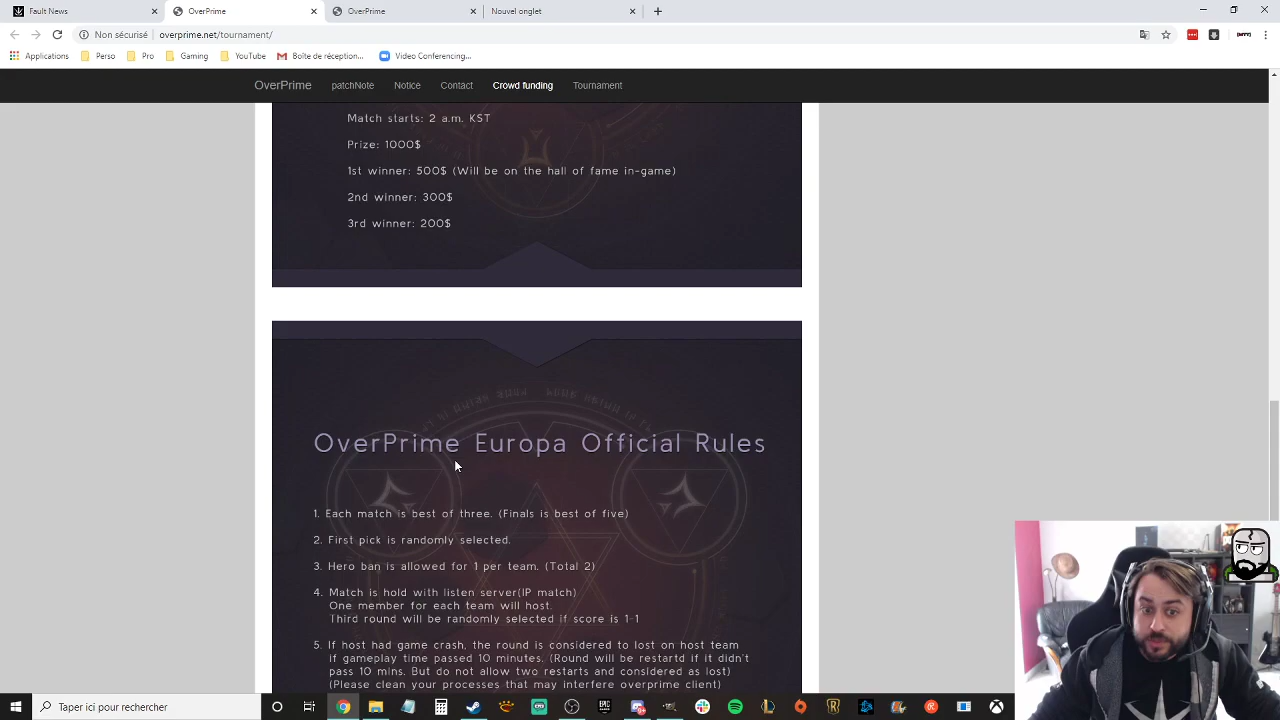 Fault News
OverPrime
OverPrime
Nouvel onglet
Non sécurisé
overprime.net/tournament/
Applications
Perso
Pro
Gaming
YouTube
Boîte de réception...
Video Conferencing...
OverPrime
patchNote
Notice
Contact
Crowd funding
Tournament
Match starts: 2 a.m. KST
Prize: 1000$
1st winner: 500$ (Will be on the hall of fame in-game)
2nd winner: 300$
3rd winner: 200$
OverPrime Europa Official Rules
1. Each match is best of three. (Finals is best of five)
2. First pick is randomly selected.
3. Hero ban is allowed for 1 per team. (Total 2)
4. Match is hold with listen server(IP match)
One member for each team will host.
Third round will be randomly selected if score is 1-1
5. If host had game crash, the round is considered to lost on host team
if gameplay time passed 10 minutes. (Round will be restartd if it didn't
pass 10 mins. But do not allow two restarts and considered as lost)
(Please clean your processes that may interfere overprime client)
Taper ici pour rechercher